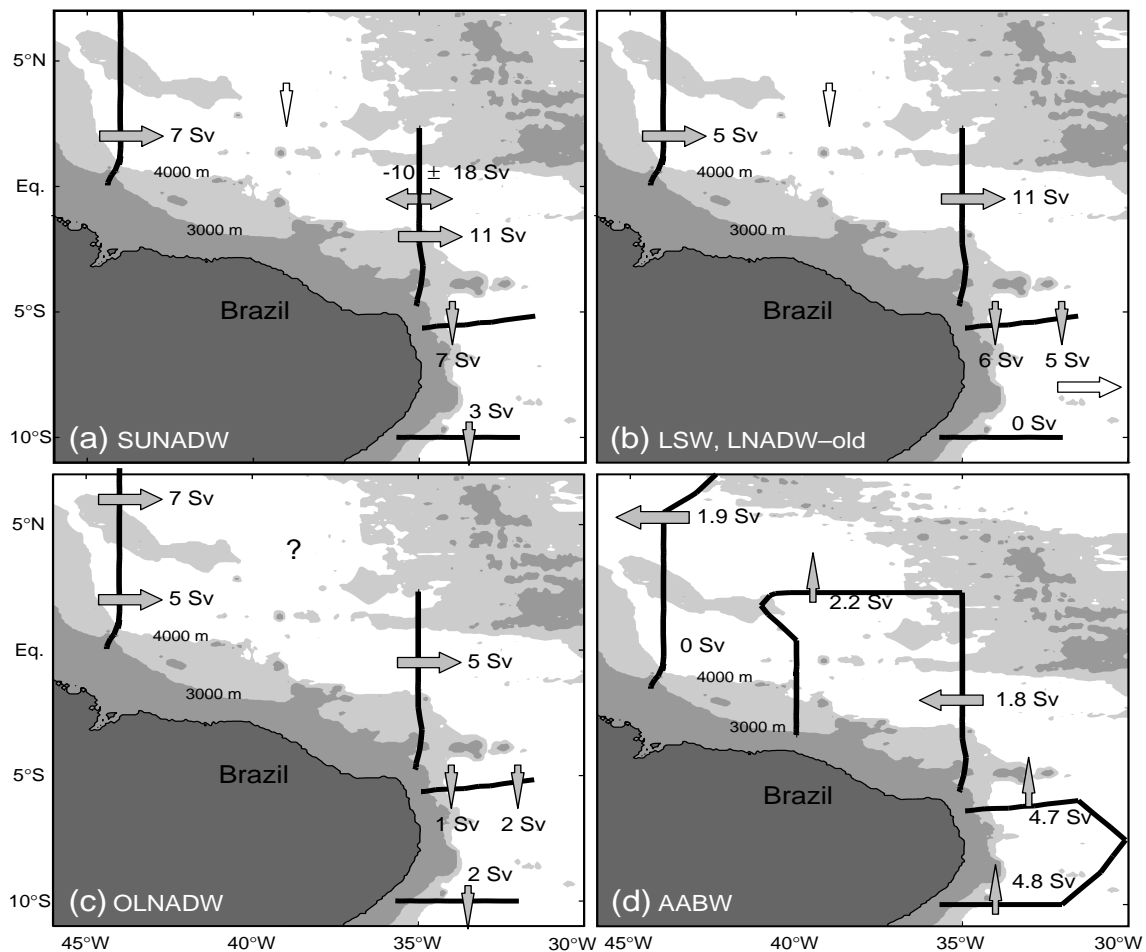 5°N
Eq.
5°S
10°S
7 Sv
4000 m
3000 m
-10 ± 18 Sv
11 Sv
Brazil
7 Sv
3 Sv
(a) SUNADW
5 Sv
4000 m
3000 m
11 Sv
Brazil
6 Sv
5 Sv
0 Sv
(b) LSW, LNADW–old
5°N
Eq.
5°S
10°S
7 Sv
?
5 Sv
4000 m
3000 m
5 Sv
Brazil
1 Sv
2 Sv
2 Sv
(c) OLNADW
45°W
40°W
35°W
30°W
1.9 Sv
2.2 Sv
0 Sv
4000 m
3000 m
1.8 Sv
Brazil
4.7 Sv
4.8 Sv
(d) AABW
45°W
40°W
35°W
30°W